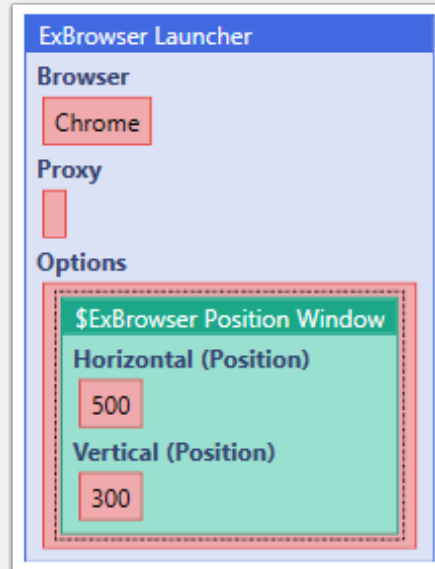 ExBrowser Launcher
Browser
Chrome
Proxy
Options
$ExBrowser Position Window
Horizontal (Position)
500
Vertical (Position)
300